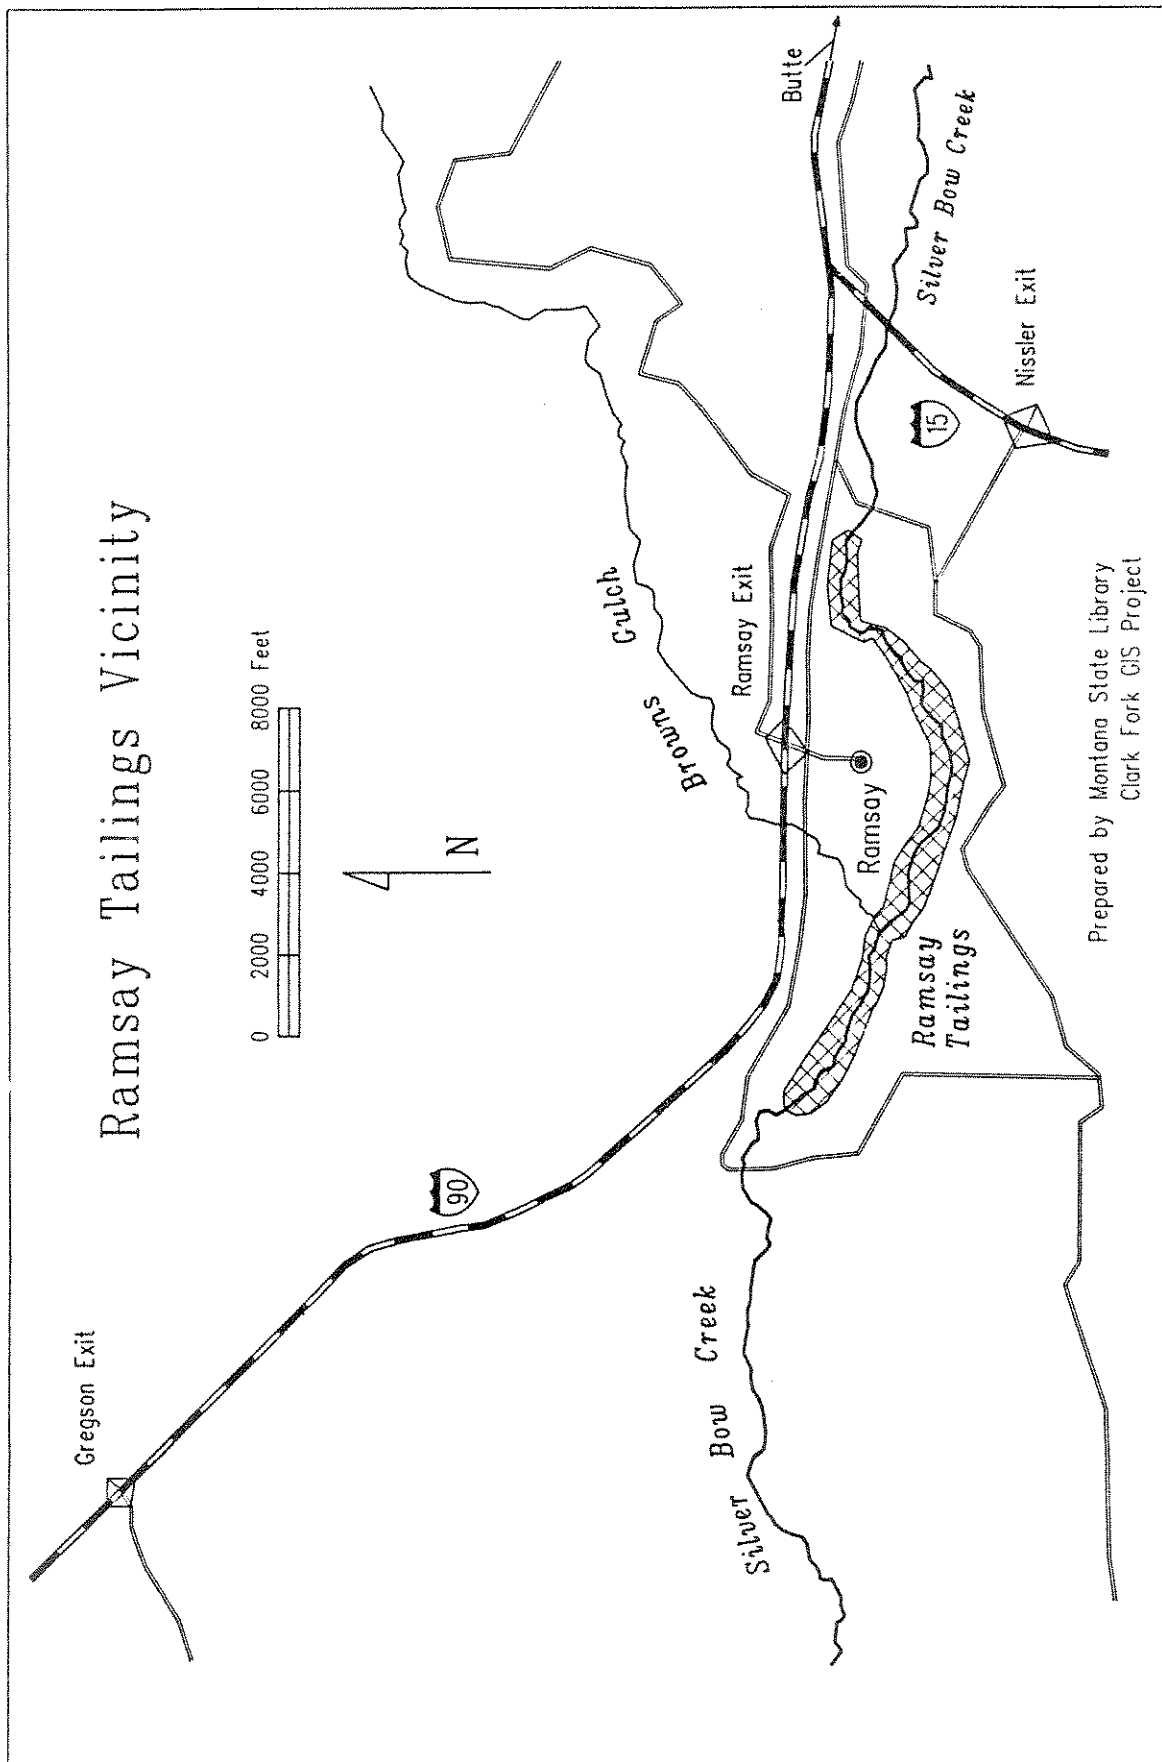 Ramsay Tailings Vicinity
0 2000 4000 6000 8000 Feet
N
Gregson Exit
90
Browns
Gulch
Butte
Ramsay Exit
Ramsay
Silver Bow Creek
15
Nissler Exit
Silver Bow Creek
Ramsay
Tailings
Prepared by Montana State Library
Clark Fork GIS Project